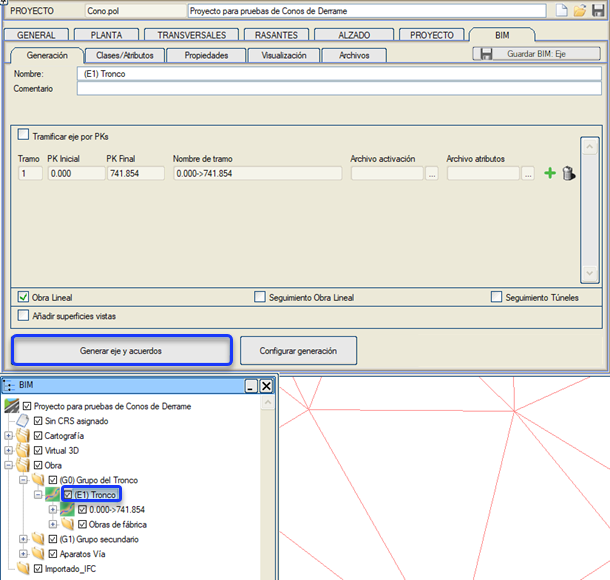 PROYECTO Cono.pol Proyecto para pruebas de Conos de Derrame
GENERAL PLANTA TRANSVERSALES RASANTES ALZADO PROYECTO BIM
Generación Clases/Atributos Propiedades Visualización Archivos Guardar BIM: Eje
Nombre: (E1) Tronco
Comentario
Tramificar eje por PKs
Tramo PK Inicial PK Final Nombre de tramo Archivo activación Archivo atributos
1 0.000 741.854 0.000->741.854 ... ...
Obra Lineal Seguimiento Obra Lineal Seguimiento Túneles
Añadir superficies vistas
Generar eje y acuerdos Configurar generación
BIM
Proyecto para pruebas de Conos de Derrame
Sin CRS asignado
Cartografía
Virtual 3D
Obra
(G0) Grupo del Tronco
(E1) Tronco
0.000->741.854
Obras de fábrica
(G1) Grupo secundario
Aparatos Vía
Importado_IFC